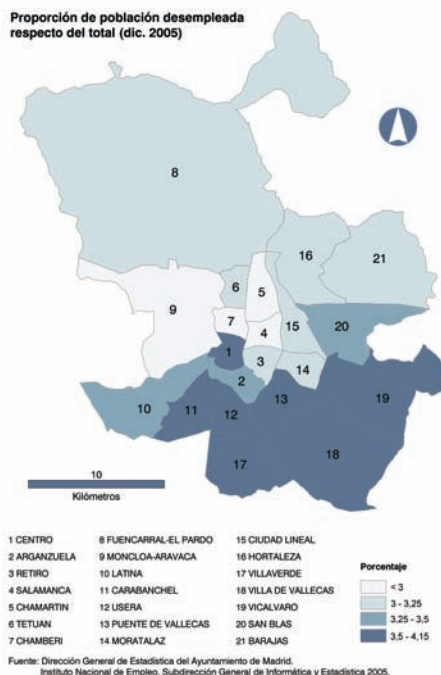 Proporción de población desempleada
respecto del total (dic. 2005)
8
16
21
6
5
9
7
4
15
20
1
3
2
14
10
11
12
13
19
17
18
10
Kilómetros
1 CENTRO
2 ARGANZUELA
3 RETIRO
4 SALAMANCA
5 CHAMARTIN
6 TETUAN
7 CHAMBERI
8 FUENCARRAL-EL PARDO
9 MONCLOA-ARAVACA
10 LATINA
11 CARABANCHEL
12 USERA
13 PUENTE DE VALLECAS
14 MORATALAZ
15 CIUDAD LINEAL
16 HORTALEZA
17 VILLAVERDE
18 VILLA DE VALLECAS
19 VICALVARO
20 SAN BLAS
21 BARAJAS
Porcentaje
< 3
3 - 3,25
3,25 - 3,5
3,5 - 4,15
Fuente: Dirección General de Estadística del Ayuntamiento de Madrid.
Instituto Nacional de Empleo. Subdirección General de Informática y Estadística 2005.